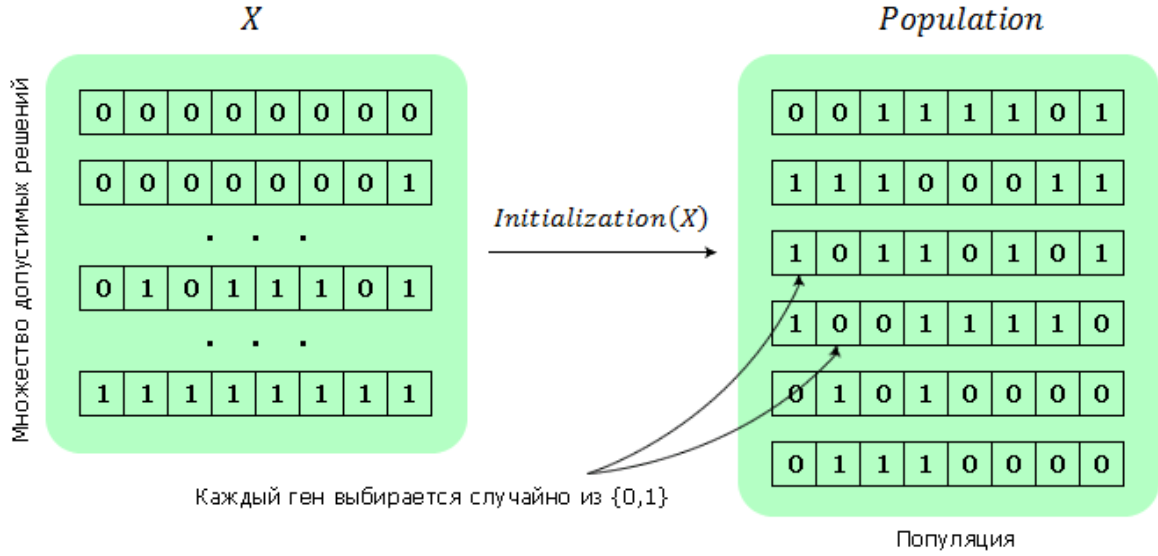 X
Множество допустимых решений
0 0 0 0 0 0 0 0
0 0 0 0 0 0 0 1
. . .
0 1 0 1 1 1 0 1
. . .
1 1 1 1 1 1 1 1
Initialization(X)
Population
0 0 1 1 1 1 0 1
1 1 1 0 0 0 1 1
1 0 1 1 0 1 0 1
1 0 0 1 1 1 1 0
0 1 0 1 0 0 0 0
0 1 1 1 0 0 0 0
Каждый ген выбирается случайно из {0,1}
Популяция